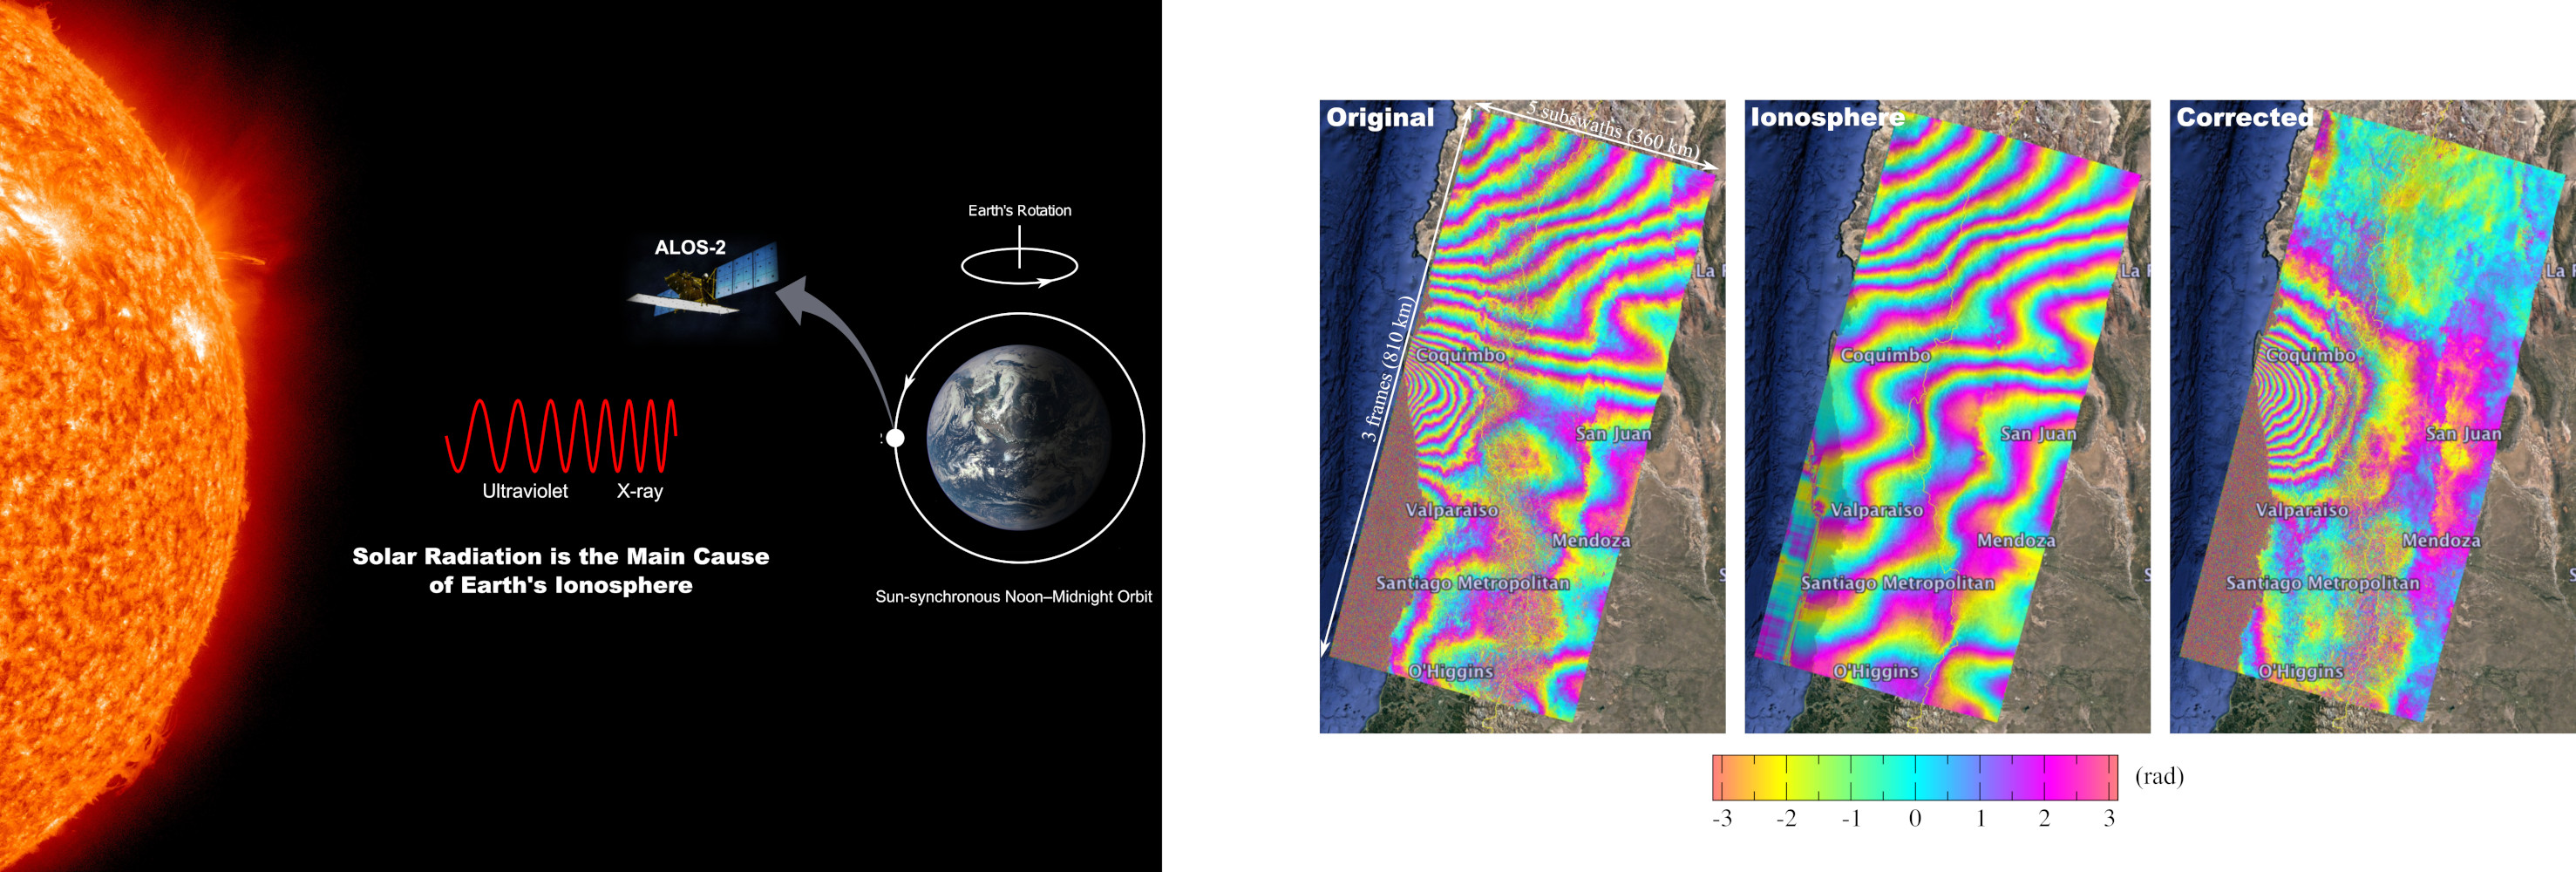 ALOS-2
Earth's Rotation
Ultraviolet
X-ray
Solar Radiation is the Main Cause
of Earth's Ionosphere
Sun-synchronous Noon–Midnight Orbit
Original
5 subswaths (360 km)
3 frames (810 km)
La
Coquimbo
San Juan
Valparaiso
Mendoza
Santiago Metropolitan
O'Higgins
Ionosphere
La
Coquimbo
San Juan
Valparaiso
Mendoza
Santiago Metropolitan
O'Higgins
Corrected
La
Coquimbo
San Juan
Valparaiso
Mendoza
Santiago Metropolitan
O'Higgins
(rad)
-3 -2 -1 0 1 2 3